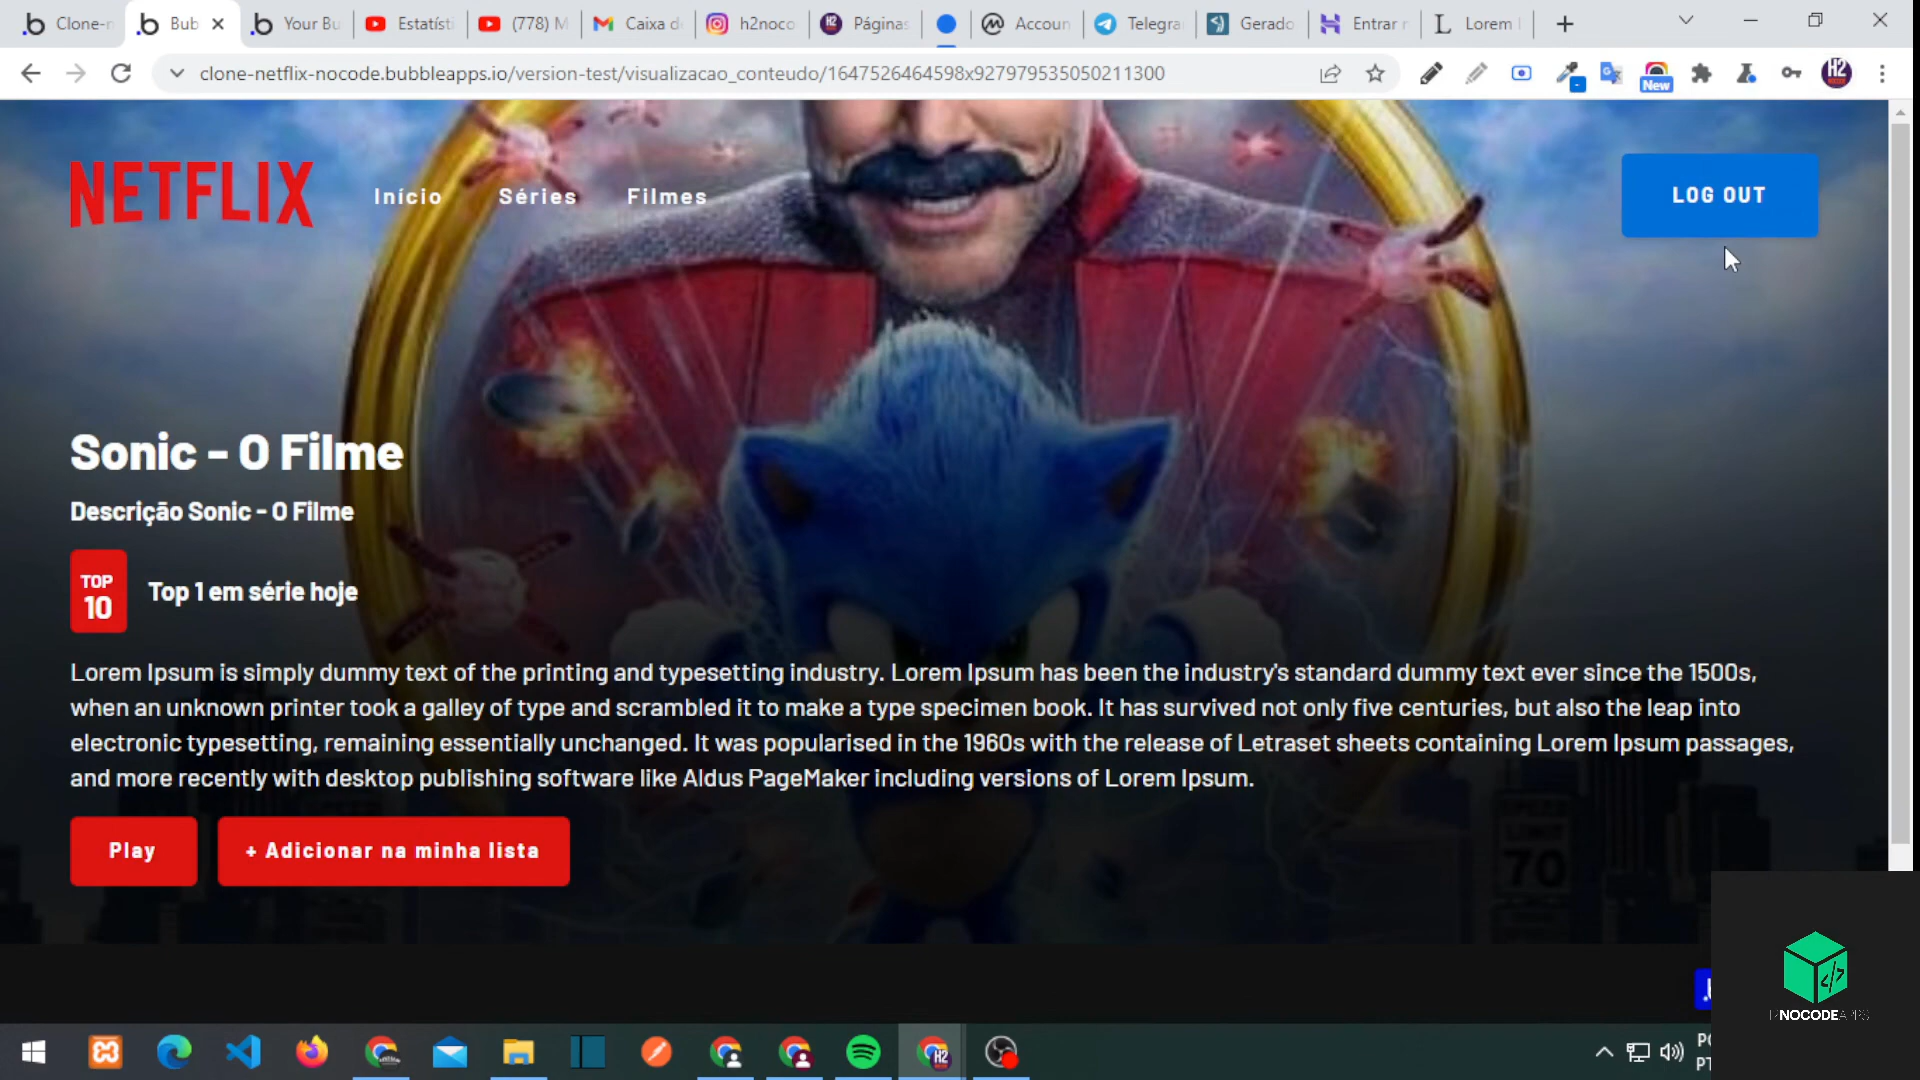 Clone-n
Bub
Your Bu
Estatísti
(778) M
Caixa d
h2noco
Páginas
Accoun
Telegra
Gerado
Entrar n
Lorem I
clone-netflix-nocode.bubbleapps.io/version-test/visualizacao_conteudo/1647526464598x927979535050211300
New
H2
NETFLIX
Início
Séries
Filmes
LOG OUT
Sonic - O Filme
Descrição Sonic - O Filme
TOP
10
Top 1 em série hoje
Lorem Ipsum is simply dummy text of the printing and typesetting industry. Lorem Ipsum has been the industry's standard dummy text ever since the 1500s,
when an unknown printer took a galley of type and scrambled it to make a type specimen book. It has survived not only five centuries, but also the leap into
electronic typesetting, remaining essentially unchanged. It was popularised in the 1960s with the release of Letraset sheets containing Lorem Ipsum passages,
and more recently with desktop publishing software like Aldus PageMaker including versions of Lorem Ipsum.
SPEED
LIMIT
70
Play
+ Adicionar na minha lista
NOCODE